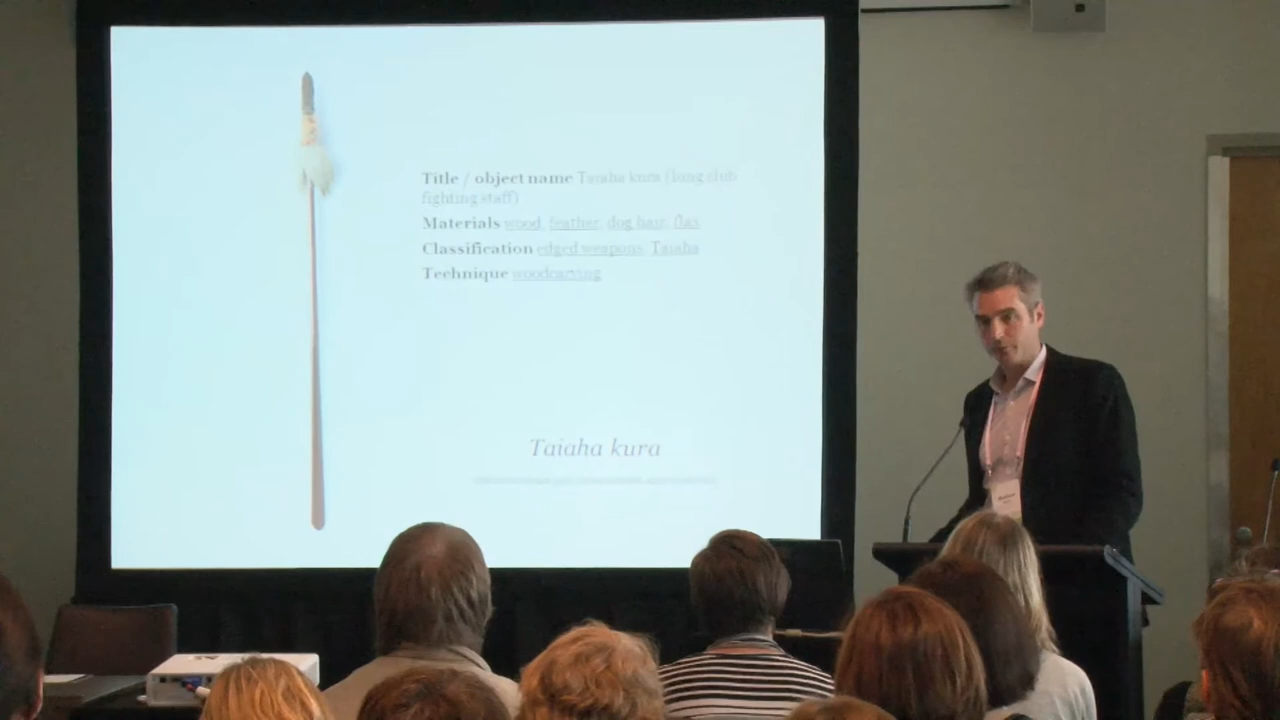 Title / object name Taiaha kura (long club
fighting staff)
Materials wood, feather, dog hair, flax
Classification edged weapons, Taiaha
Technique woodcarving
Taiaha kura